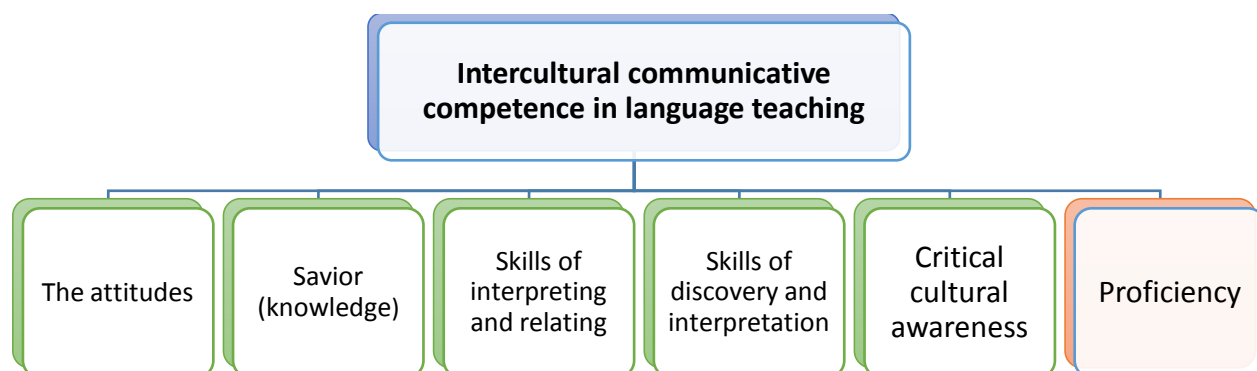 Intercultural communicative
competence in language teaching
The attitudes
Savior
(knowledge)
Skills of
interpreting
and relating
Skills of
discovery and
interpretation
Critical
cultural
awareness
Proficiency